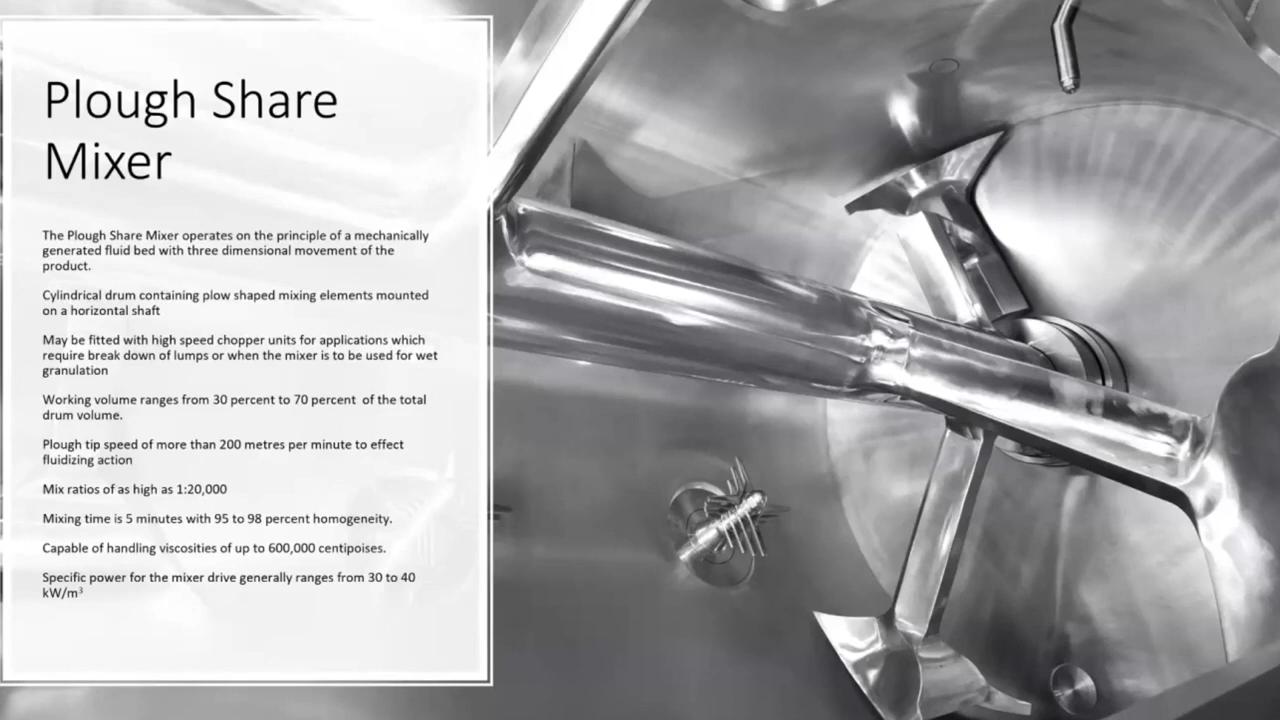 Plough Share
Mixer
The Plough Share Mixer operates on the principle of a mechanically
generated fluid bed with three dimensional movement of the
product.
Cylindrical drum containing plow shaped mixing elements mounted
on a horizontal shaft
May be fitted with high speed chopper units for applications which
require break down of lumps or when the mixer is to be used for wet
granulation
Working volume ranges from 30 percent to 70 percent  of the total
drum volume.
Plough tip speed of more than 200 metres per minute to effect
fluidizing action
Mix ratios of as high as 1:20,000
Mixing time is 5 minutes with 95 to 98 percent homogeneity.
Capable of handling viscosities of up to 600,000 centipoises.
Specific power for the mixer drive generally ranges from 30 to 40
kW/m³